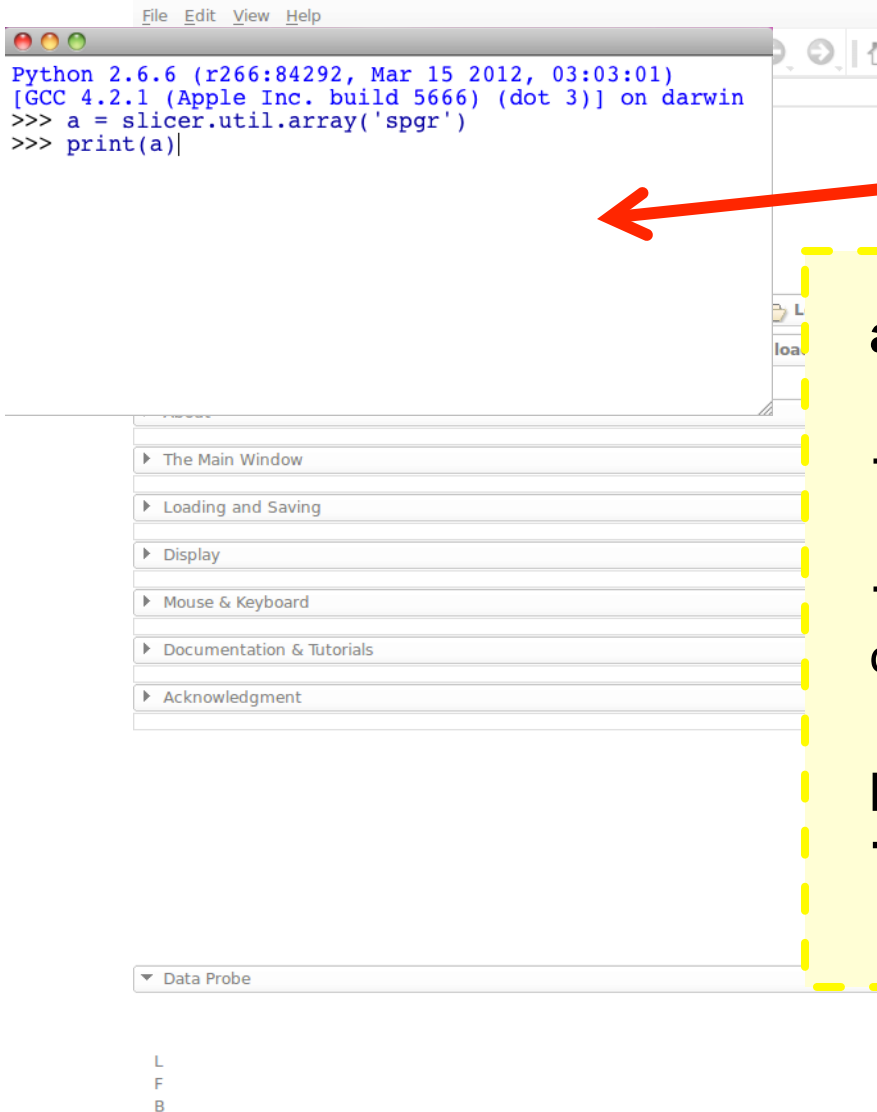 File Edit View Help
Python 2.6.6 (r266:84292, Mar 15 2012, 03:03:01)
[GCC 4.2.1 (Apple Inc. build 5666) (dot 3)] on darwin
>>> a = slicer.util.array('spgr')
>>> print(a)
The Main Window
Loading and Saving
Display
Mouse & Keyboard
Documentation & Tutorials
Acknowledgment
Data Probe
L
F
B